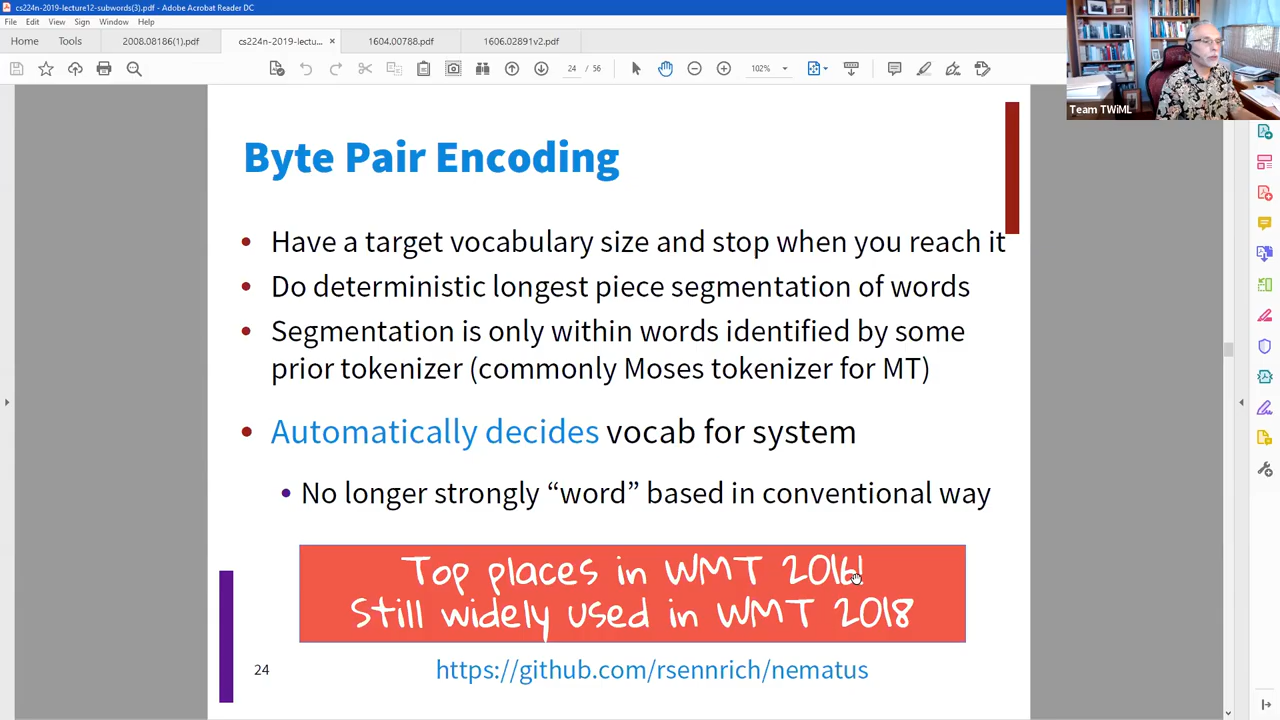 cs224n-2019-lecture12-subwords(3).pdf - Adobe Acrobat Reader DC
File Edit View Sign Window Help
Home Tools 2008.08186(1).pdf cs224n-2019-lectu... × 1604.00788.pdf 1606.02891v2.pdf
24 / 56 102%
Team TWiML
Byte Pair Encoding
• Have a target vocabulary size and stop when you reach it
• Do deterministic longest piece segmentation of words
• Segmentation is only within words identified by some
prior tokenizer (commonly Moses tokenizer for MT)
• Automatically decides vocab for system
• No longer strongly “word” based in conventional way
Top places in WMT 2016!
Still widely used in WMT 2018
24 https://github.com/rsennrich/nematus